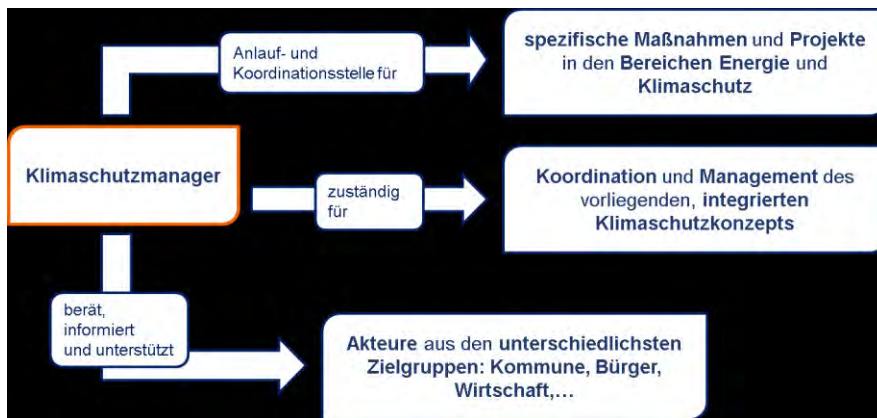 Anlauf- und
Koordinationsstelle für
spezifische Maßnahmen und Projekte
in den Bereichen Energie und
Klimaschutz
Klimaschutzmanager
zuständig
für
Koordination und Management des
vorliegenden, integrierten
Klimaschutzkonzepts
berät,
informiert
und unterstützt
Akteure aus den unterschiedlichsten
Zielgruppen: Kommune, Bürger,
Wirtschaft,...